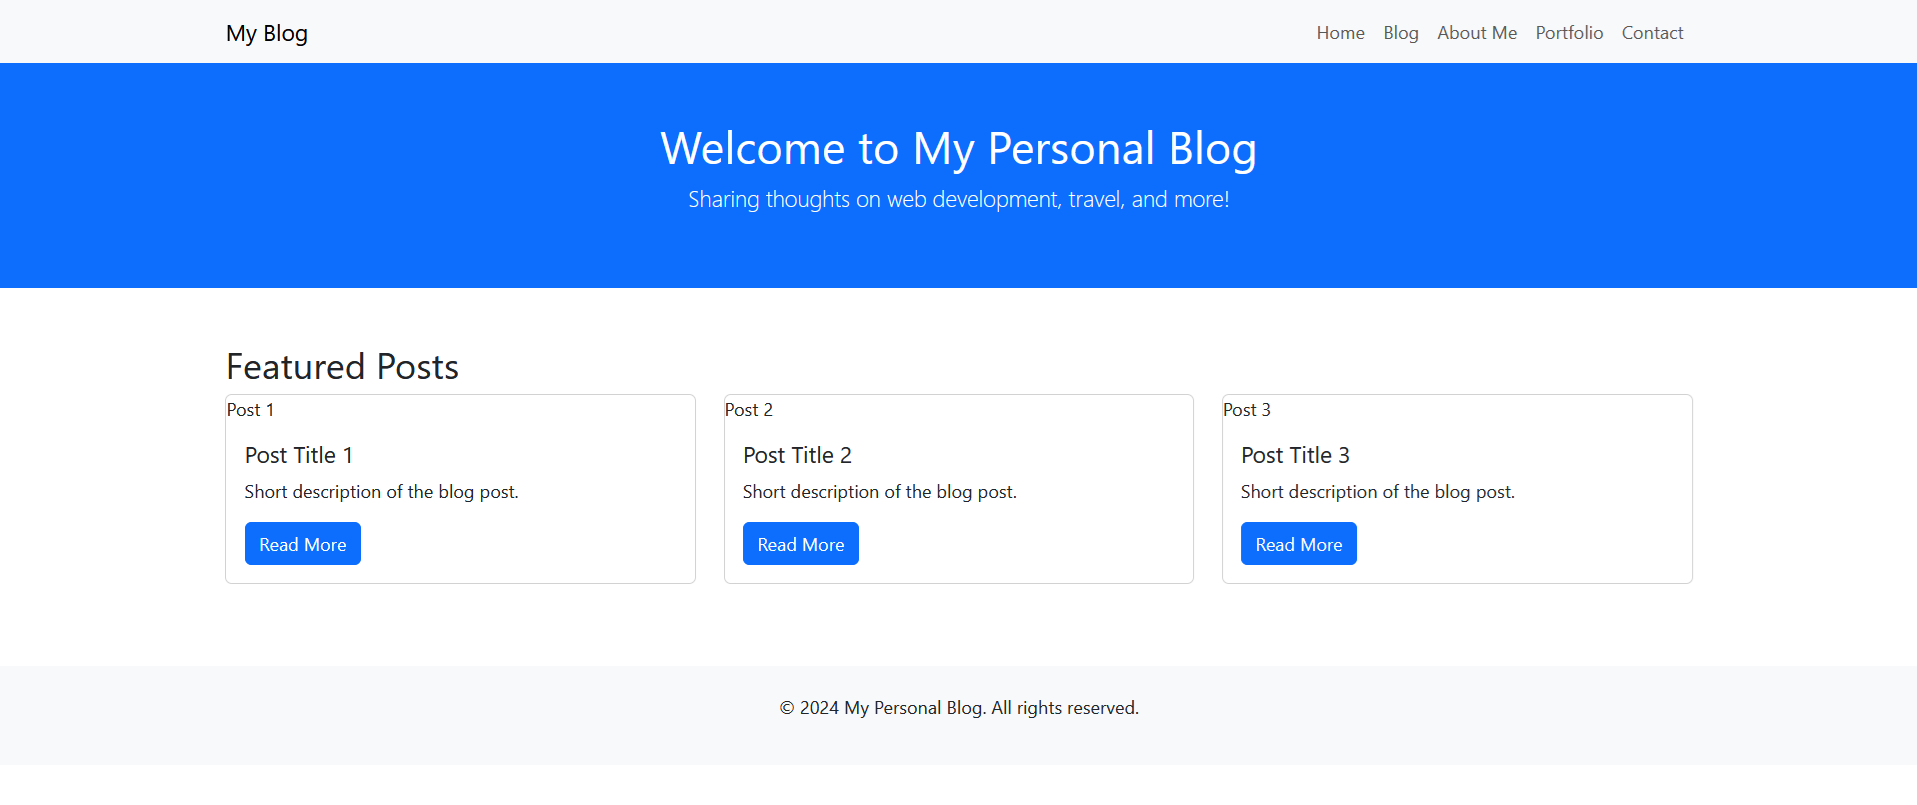 My Blog
Home Blog About Me Portfolio Contact
Welcome to My Personal Blog
Sharing thoughts on web development, travel, and more!
Featured Posts
Post 1
Post Title 1
Short description of the blog post.
Read More
Post 2
Post Title 2
Short description of the blog post.
Read More
Post 3
Post Title 3
Short description of the blog post.
Read More
© 2024 My Personal Blog. All rights reserved.